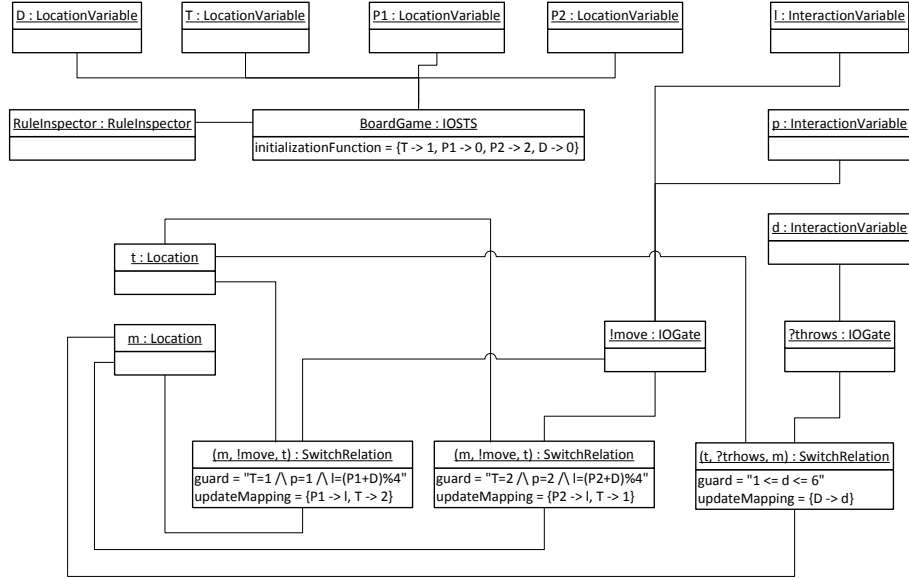 D : LocationVariable
T : LocationVariable
P1 : LocationVariable
P2 : LocationVariable
l : InteractionVariable
RuleInspector : RuleInspector
BoardGame : IOSTS
initializationFunction = {T -> 1, P1 -> 0, P2 -> 2, D -> 0}
p : InteractionVariable
d : InteractionVariable
t : Location
m : Location
!move : IOGate
?throws : IOGate
(m, !move, t) : SwitchRelation
guard = "T=1 /\ p=1 /\ l=(P1+D)%4"
updateMapping = {P1 -> l, T -> 2}
(m, !move, t) : SwitchRelation
guard = "T=2 /\ p=2 /\ l=(P2+D)%4"
updateMapping = {P2 -> l, T -> 1}
(t, ?trhows, m) : SwitchRelation
guard = "1 <= d <= 6"
updateMapping = {D -> d}